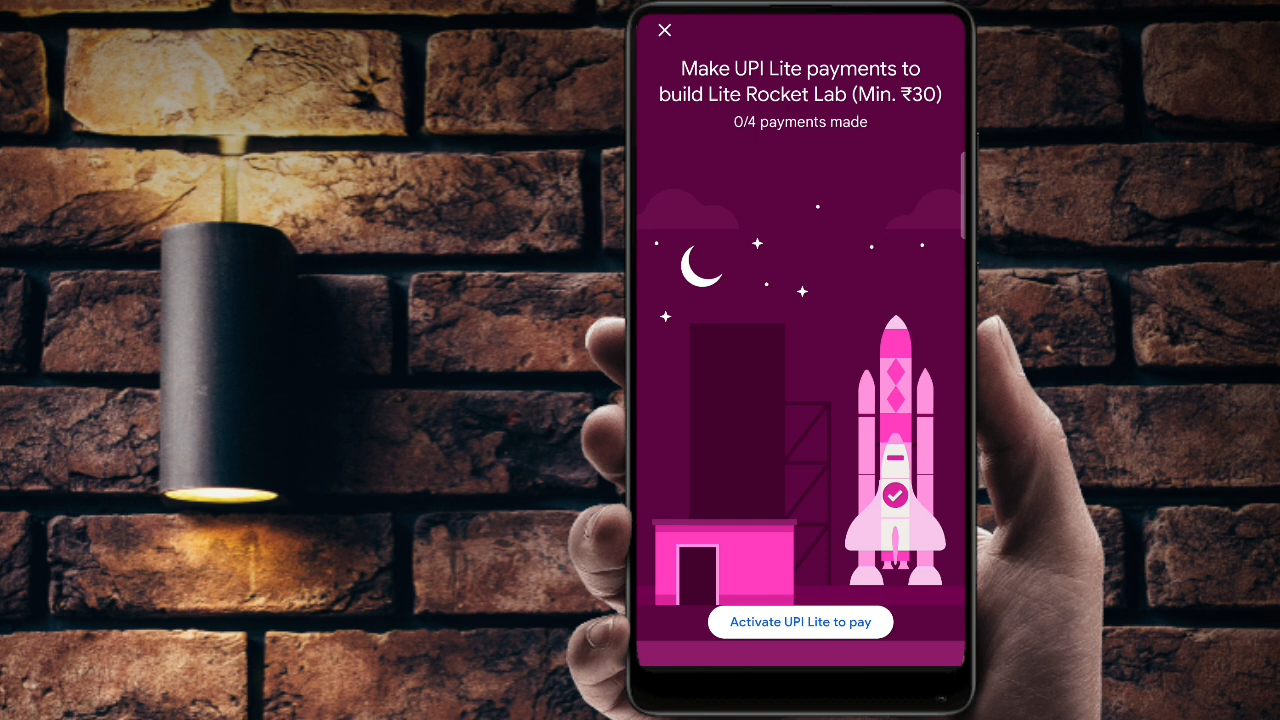 Make UPI Lite payments to
build Lite Rocket Lab (Min. ₹30)
0/4 payments made
Activate UPI Lite to pay